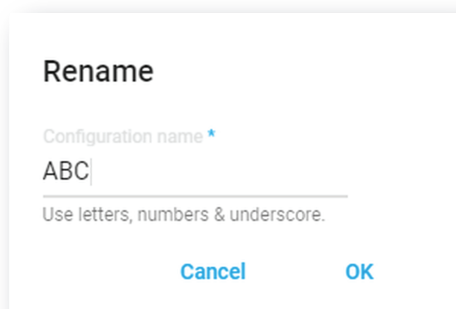 Rename
Configuration name *
ABC
Use letters, numbers & underscore.
Cancel OK